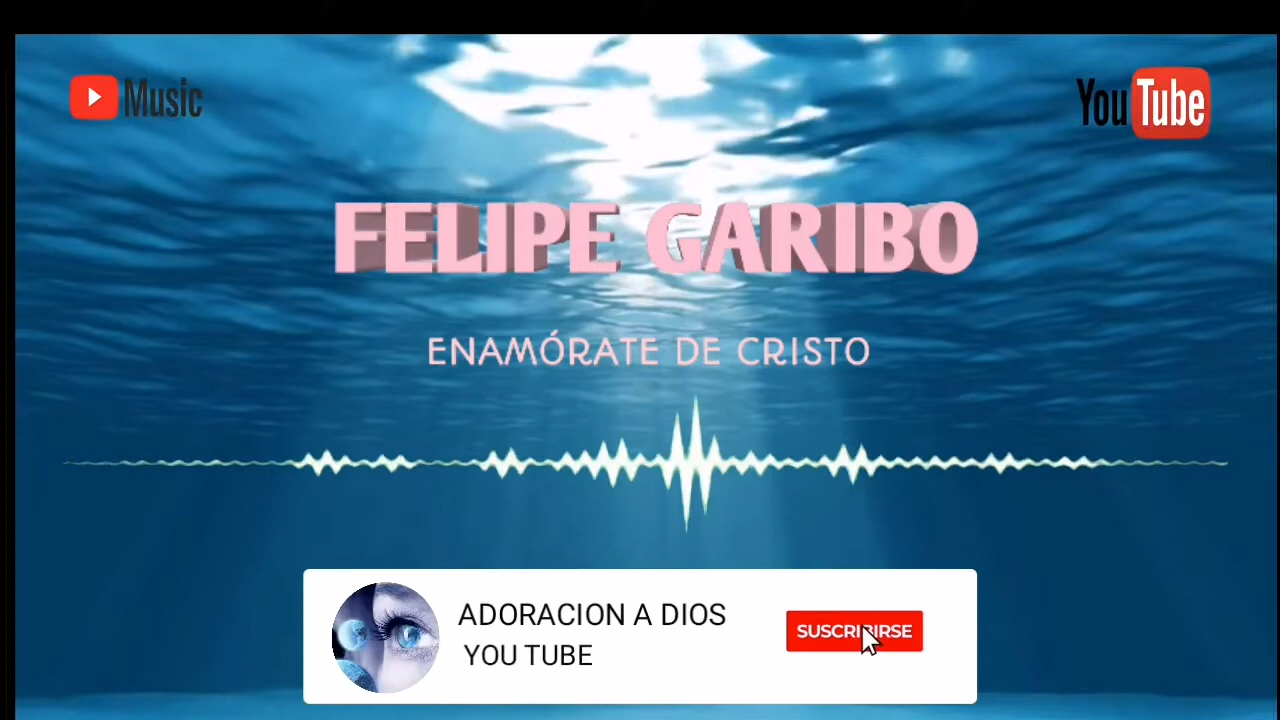 Music
YouTube
FELIPE GARIBO
ENAMÓRATE DE CRISTO
ADORACION A DIOS
YOU TUBE
SUSCRIBIRSE